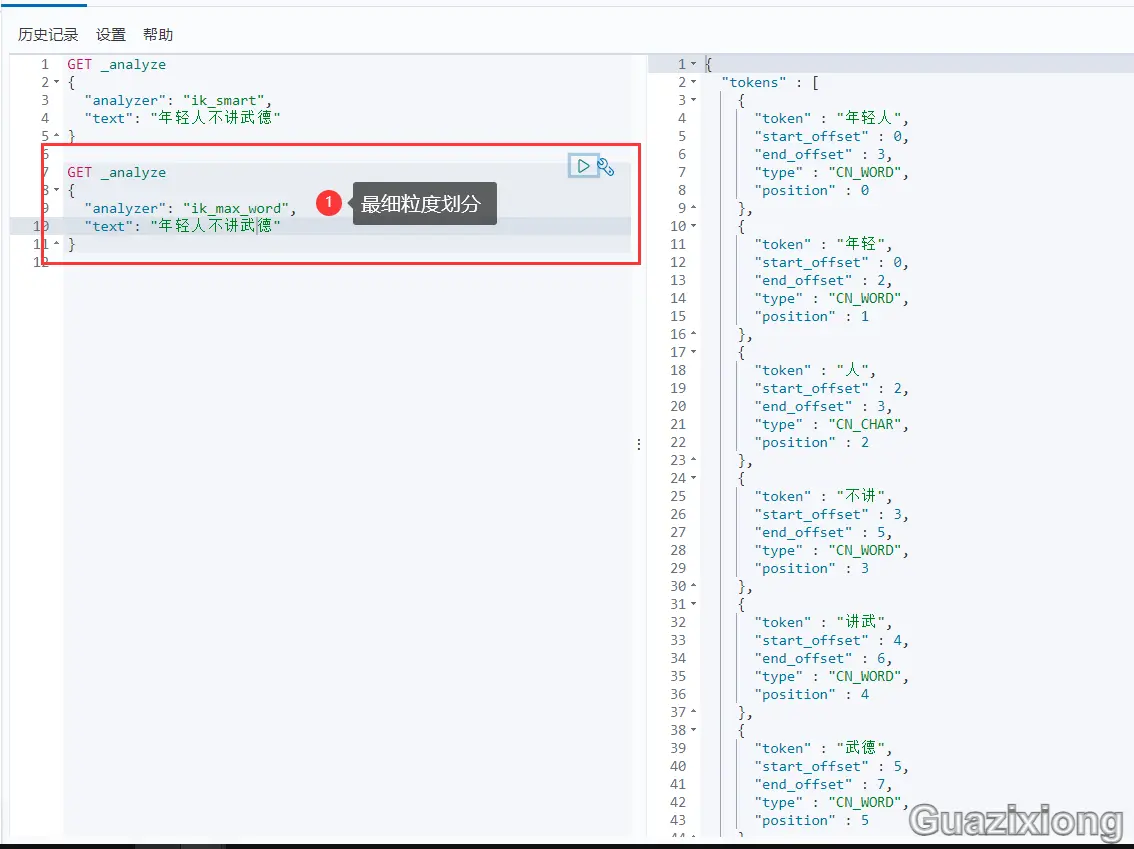 历史记录 设置 帮助
1 GET _analyze
2 {
3 "analyzer": "ik_smart",
4 "text": "年轻人不讲武德"
5 }
6
7 GET _analyze
8 {
9 "analyzer": "ik_max_word",
10 "text": "年轻人不讲武德"
11 }
12
1 最细粒度划分
1 {
2 "tokens" : [
3 {
4 "token" : "年轻人",
5 "start_offset" : 0,
6 "end_offset" : 3,
7 "type" : "CN_WORD",
8 "position" : 0
9 },
10 {
11 "token" : "年轻",
12 "start_offset" : 0,
13 "end_offset" : 2,
14 "type" : "CN_WORD",
15 "position" : 1
16 },
17 {
18 "token" : "人",
19 "start_offset" : 2,
20 "end_offset" : 3,
21 "type" : "CN_CHAR",
22 "position" : 2
23 },
24 {
25 "token" : "不讲",
26 "start_offset" : 3,
27 "end_offset" : 5,
28 "type" : "CN_WORD",
29 "position" : 3
30 },
31 {
32 "token" : "讲武",
33 "start_offset" : 4,
34 "end_offset" : 6,
35 "type" : "CN_WORD",
36 "position" : 4
37 },
38 {
39 "token" : "武德",
40 "start_offset" : 5,
41 "end_offset" : 7,
42 "type" : "CN_WORD",
43 "position" : 5
Guazixiong